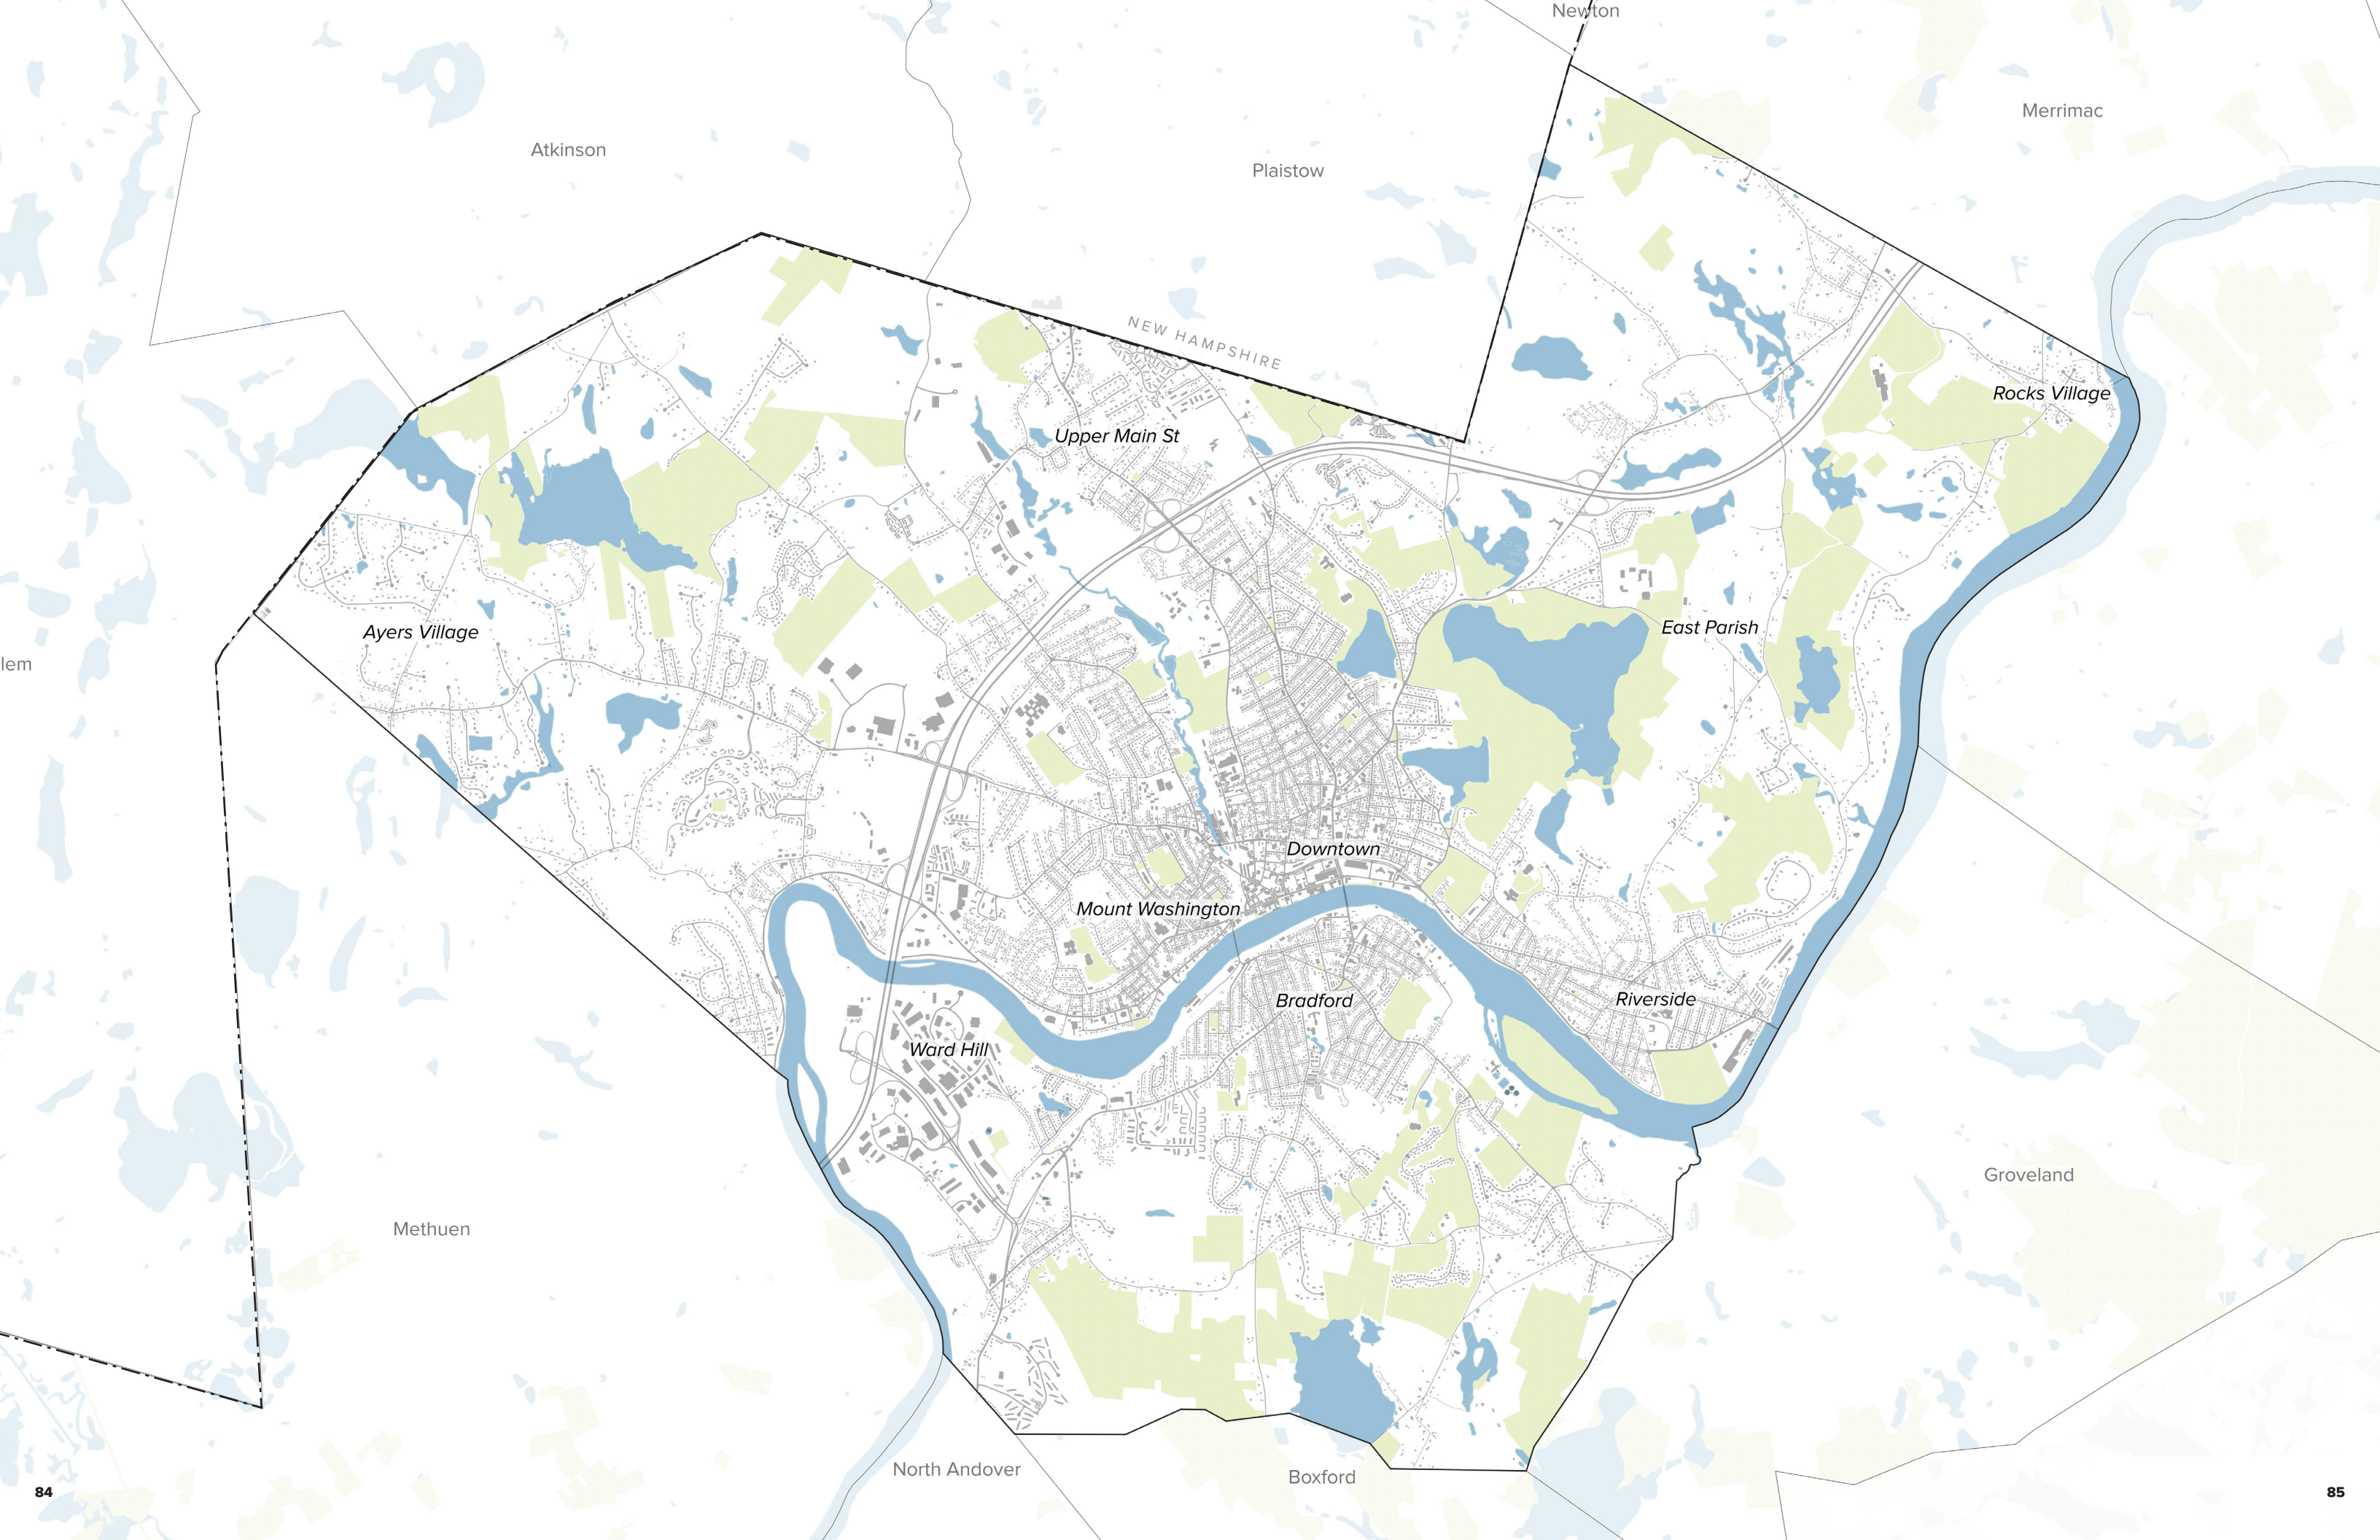 Newton
Merrimac
Atkinson
Plaistow
NEW HAMPSHIRE
Rocks Village
Upper Main St
East Parish
Ayers Village
lem
Downtown
Mount Washington
Riverside
Bradford
Ward Hill
Groveland
Methuen
North Andover
Boxford
84
85